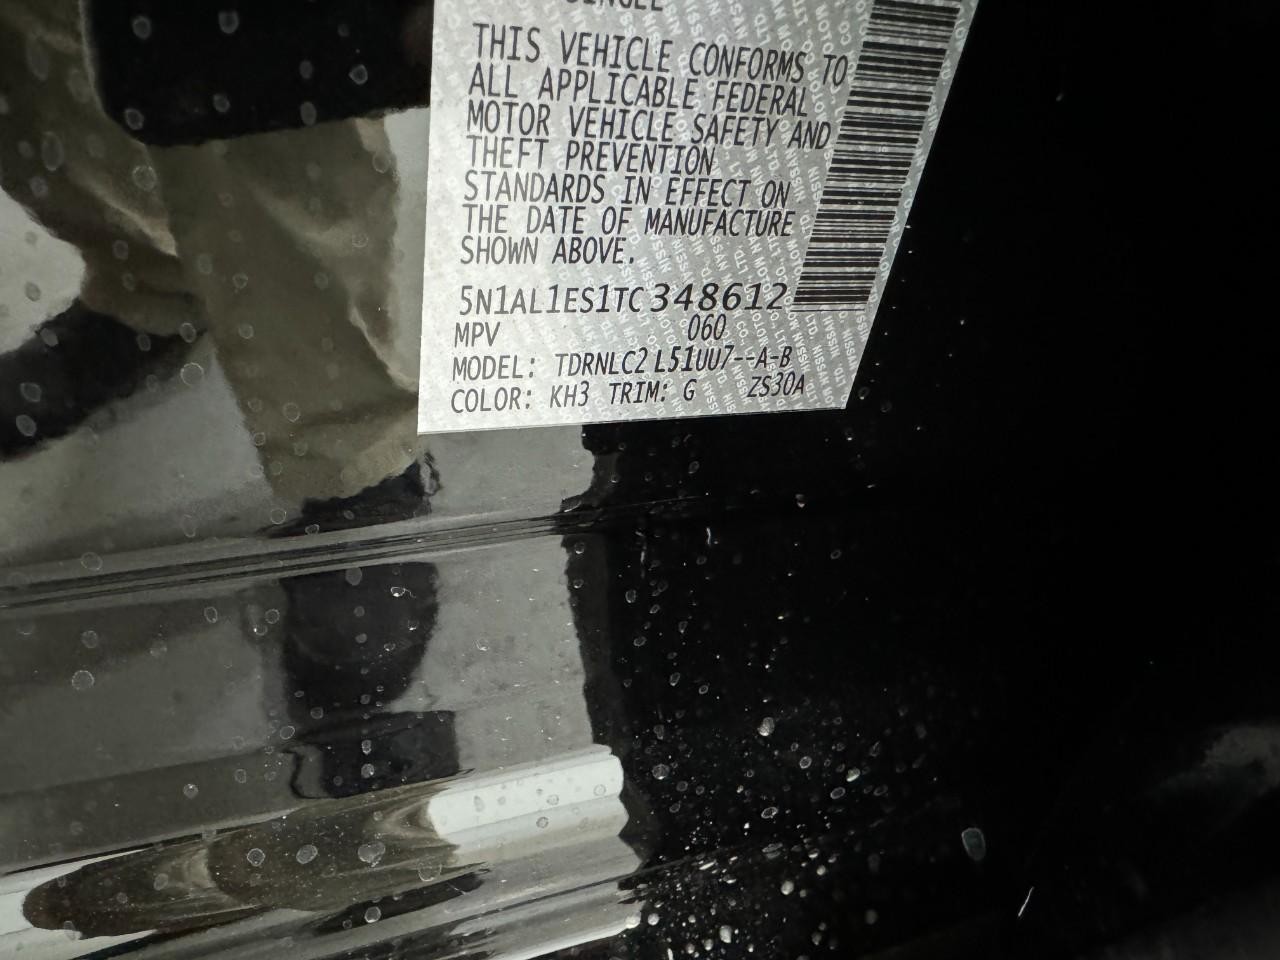 SINGLE
THIS VEHICLE CONFORMS TO
ALL APPLICABLE FEDERAL
MOTOR VEHICLE SAFETY AND
THEFT PREVENTION
STANDARDS IN EFFECT ON
THE DATE OF MANUFACTURE
SHOWN ABOVE.
5N1AL1ES1TC348612
MPV 060
MODEL: TDRNLC2 L51UU7--A-B
COLOR: KH3 TRIM: G ZS30A